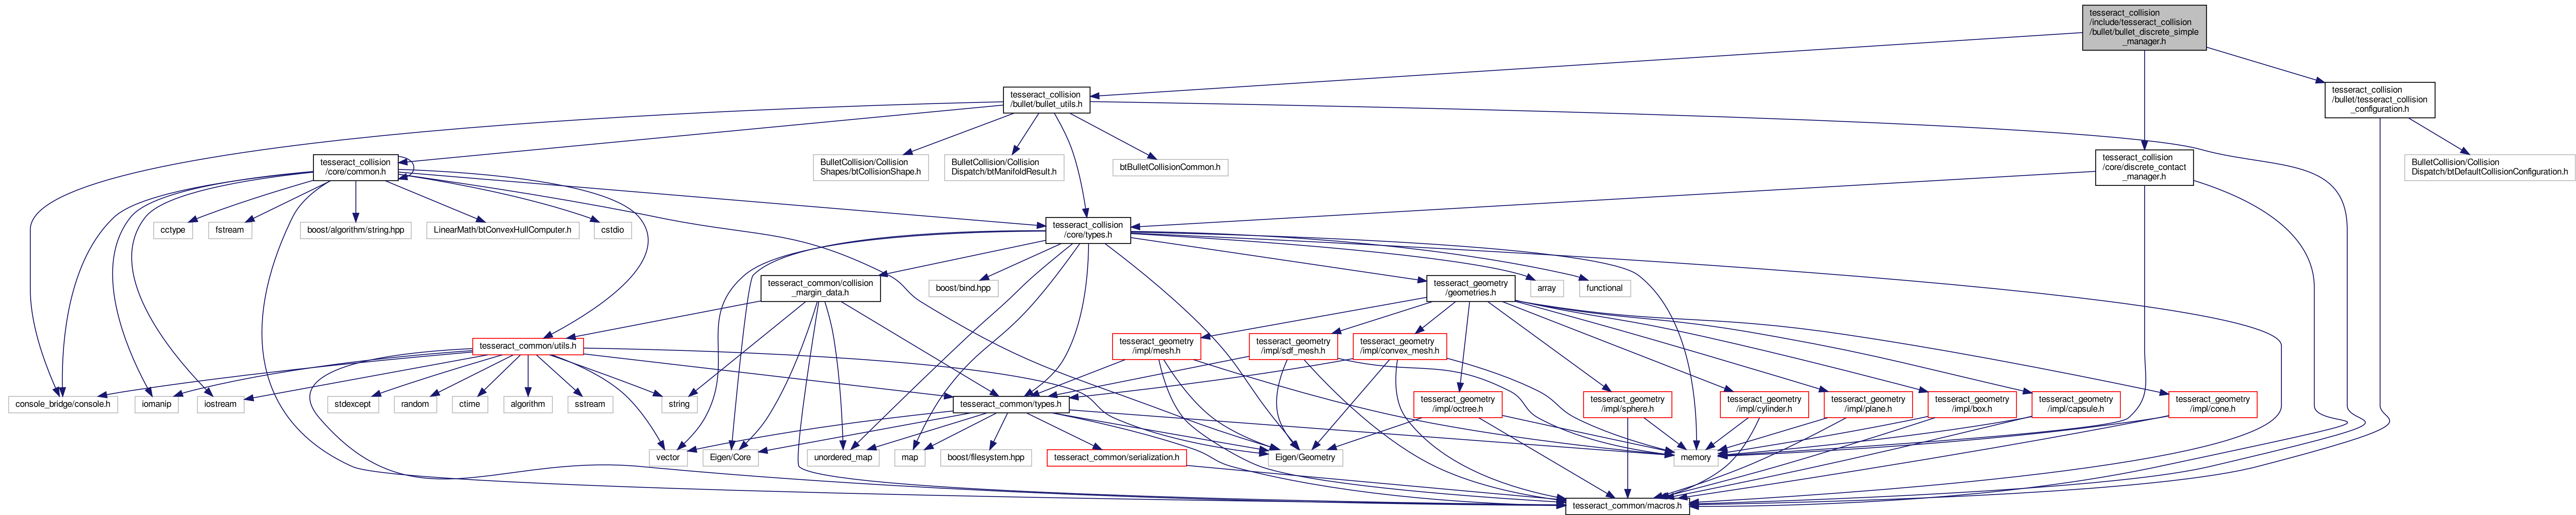 tesseract_collision
/include/tesseract_collision
/bullet/bullet_discrete_simple
_manager.h
tesseract_collision
/bullet/bullet_utils.h
tesseract_collision
/bullet/tesseract_collision
_configuration.h
tesseract_collision
/core/common.h
BulletCollision/Collision
Shapes/btCollisionShape.h
BulletCollision/Collision
Dispatch/btManifoldResult.h
btBulletCollisionCommon.h
tesseract_collision
/core/discrete_contact
_manager.h
BulletCollision/Collision
Dispatch/btDefaultCollisionConfiguration.h
cctype
fstream
boost/algorithm/string.hpp
LinearMath/btConvexHullComputer.h
cstdio
tesseract_collision
/core/types.h
tesseract_common/collision
_margin_data.h
boost/bind.hpp
tesseract_geometry
/geometries.h
array
functional
tesseract_common/utils.h
tesseract_geometry
/impl/mesh.h
tesseract_geometry
/impl/sdf_mesh.h
tesseract_geometry
/impl/convex_mesh.h
console_bridge/console.h
iomanip
iostream
stdexcept
random
ctime
algorithm
sstream
string
tesseract_common/types.h
tesseract_geometry
/impl/octree.h
tesseract_geometry
/impl/sphere.h
tesseract_geometry
/impl/cylinder.h
tesseract_geometry
/impl/plane.h
tesseract_geometry
/impl/box.h
tesseract_geometry
/impl/capsule.h
tesseract_geometry
/impl/cone.h
vector
Eigen/Core
unordered_map
map
boost/filesystem.hpp
tesseract_common/serialization.h
Eigen/Geometry
memory
tesseract_common/macros.h